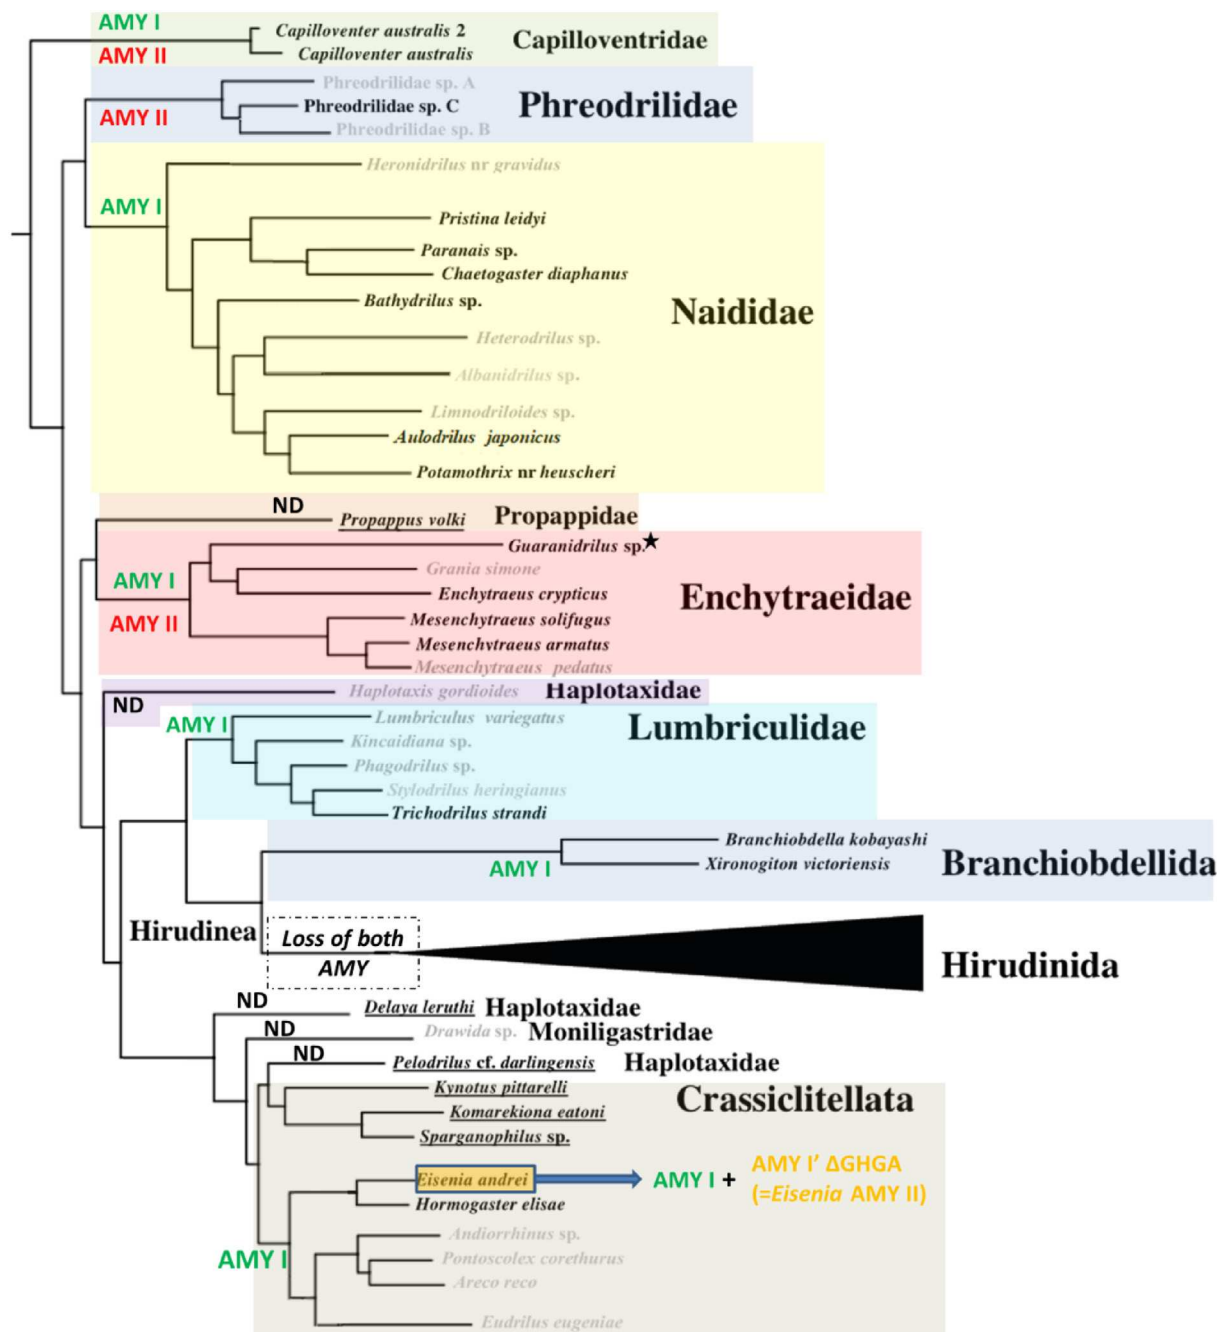 AMY I
Capilloventer australis 2
Capilloventridae
AMY II
Capilloventer australis
Phreodrilidae sp. A
Phreodrilidae
Phreodrilidae sp. C
AMY II
Phreodrilidae sp. B
Heronidrilus nr gravidus
AMY I
Pristina leidyi
Paranais sp.
Chaetogaster diaphanus
Bathydrilus sp.
Naididae
Heterodrilus sp.
Albanidrilus sp.
Limnodriloides sp.
Aulodrilus japonicus
Potamothrix nr heuscheri
ND
Propappus volki
Propappidae
Guaranidrilus sp.★
Grania simone
AMY I
Enchytraeus crypticus
Enchytraeidae
AMY II
Mesenchytraeus solifugus
Mesenchytraeus armatus
Mesenchytraeus pedatus
Haplotaxis gordioides
Haplotaxidae
ND
AMY I
Lumbriculus variegatus
Lumbriculidae
Kincaidiana sp.
Phagodrilus sp.
Stylodrilus heringianus
Trichodrilus strandi
Branchiobdella kobayashi
AMY I
Xironogiton victoriensis
Branchiobdellida
Hirudinea
Loss of both
AMY
Hirudinida
ND
Delaya leruthi
Haplotaxidae
ND
Drawida sp.
Moniligastridae
ND
Pelodrilus cf. darlingensis
Haplotaxidae
Kynotus pittarelli
Crassiclitellata
Komarekiona eatoni
Sparganophilus sp.
Eisenia andrei
AMY I +
AMY I’ ΔGHGA
(=Eisenia AMY II)
Hormogaster elisae
Andiorrhinus sp.
AMY I
Pontoscolex corethurus
Areco reco
Eudrilus eugeniae